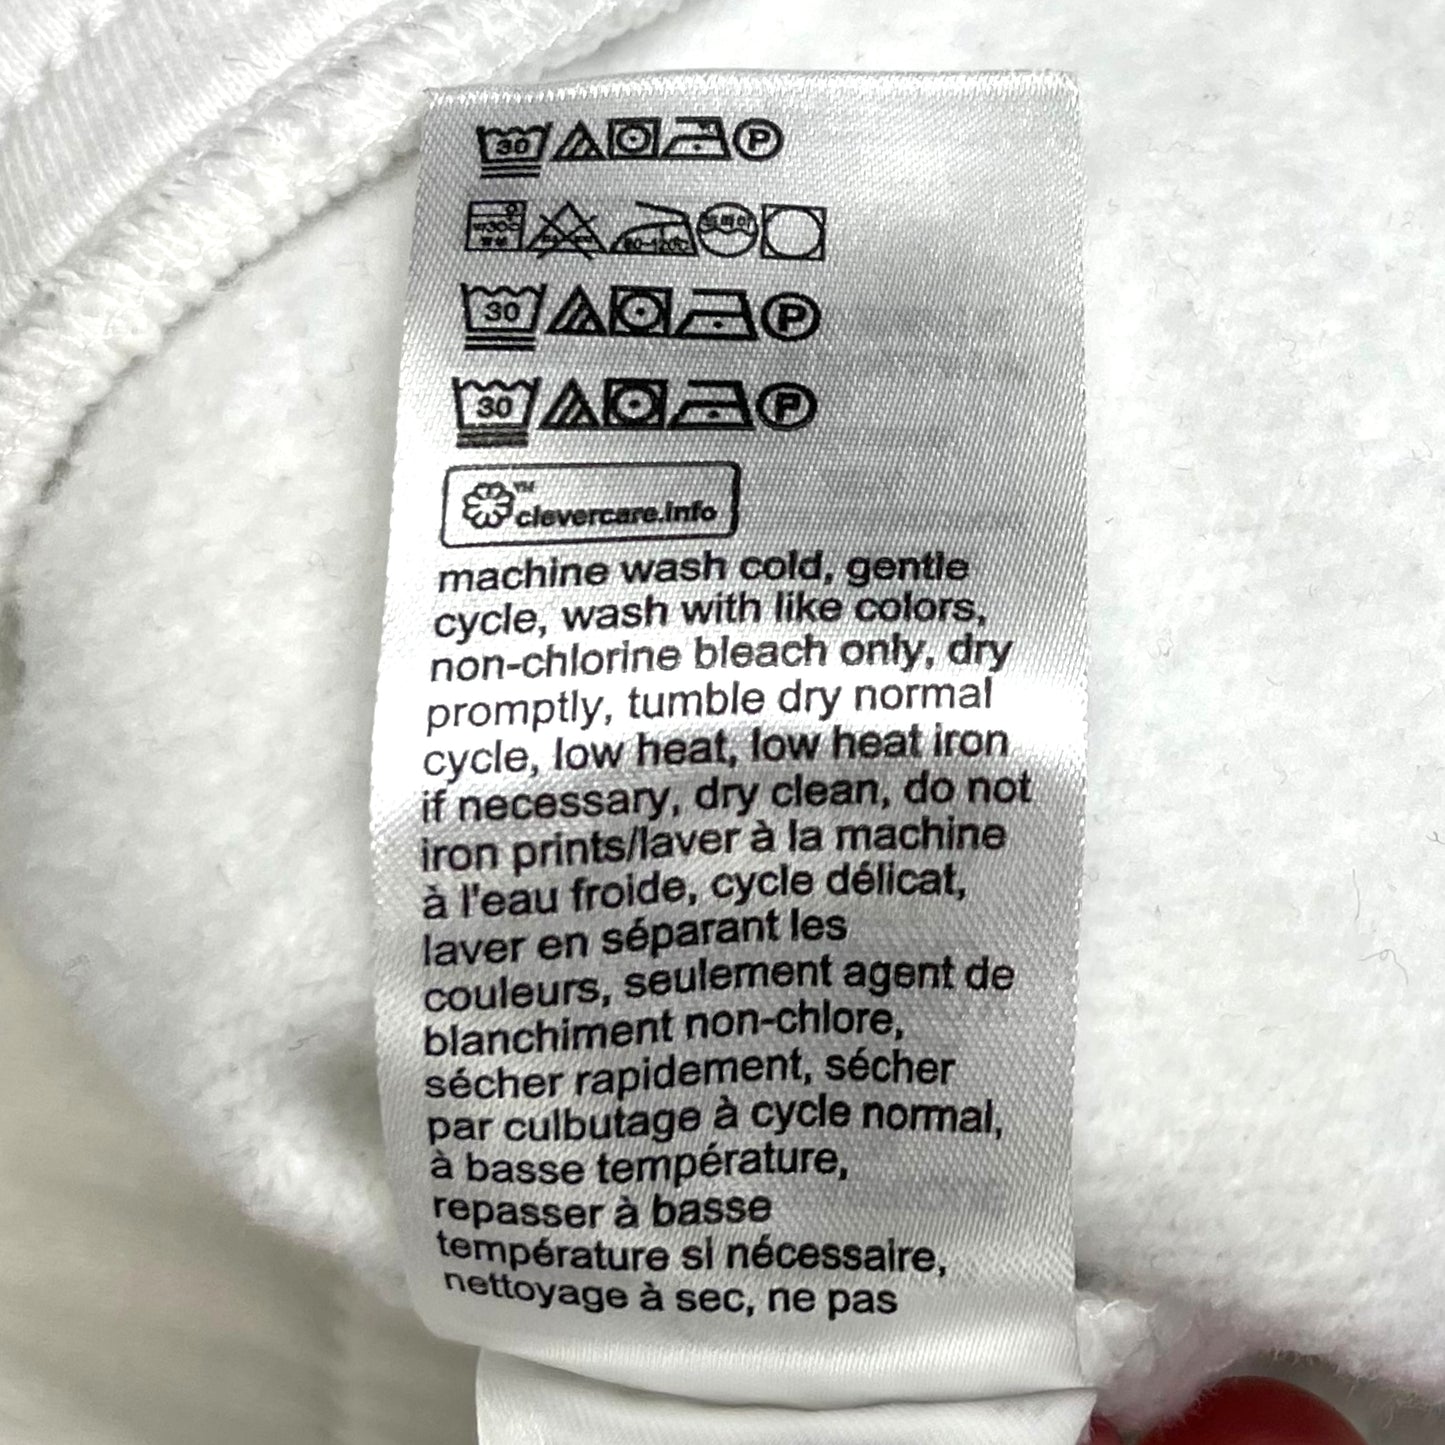 30 P
80~120℃
30 P
30 P
™
clevercare.info
machine wash cold, gentle
cycle, wash with like colors,
non-chlorine bleach only, dry
promptly, tumble dry normal
cycle, low heat, low heat iron
if necessary, dry clean, do not
iron prints/laver à la machine
à l'eau froide, cycle délicat,
laver en séparant les
couleurs, seulement agent de
blanchiment non-chlore,
sécher rapidement, sécher
par culbutage à cycle normal,
à basse température,
repasser à basse
température si nécessaire,
nettoyage à sec, ne pas